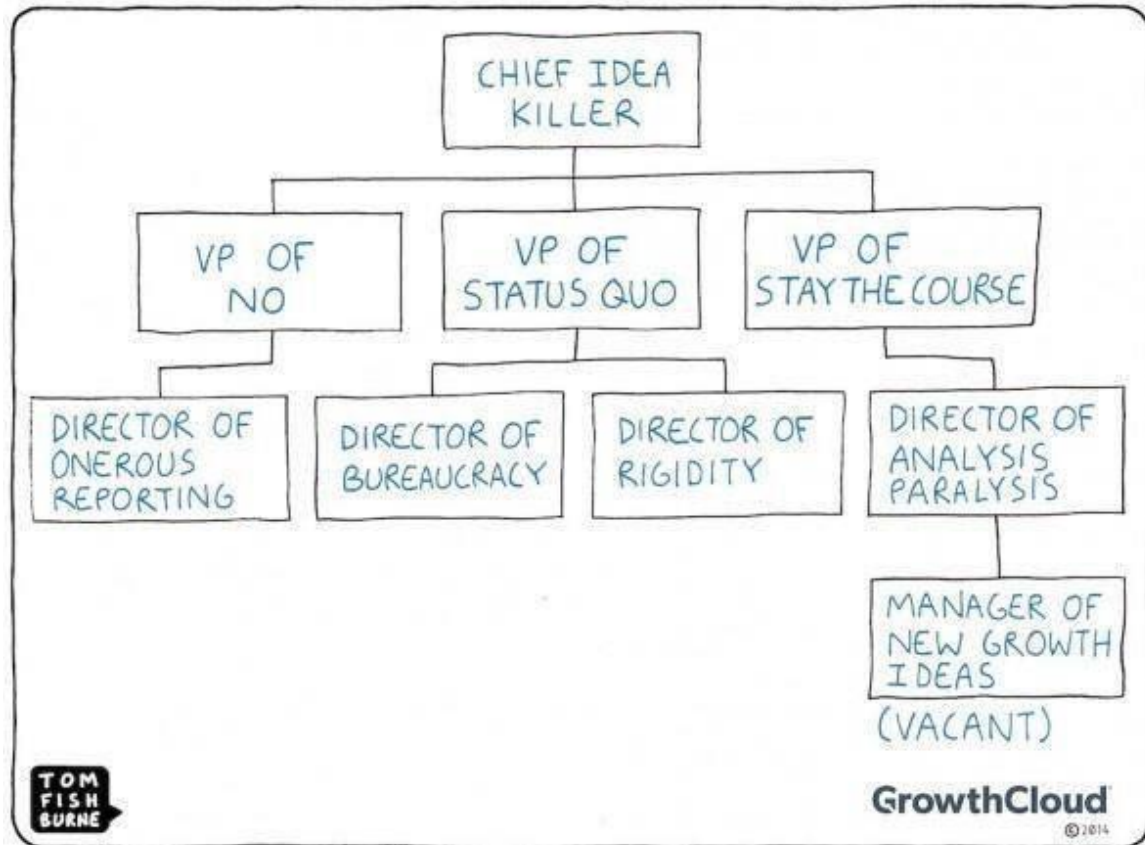 CHIEF IDEA
KILLER
VP OF
NO
VP OF
STATUS QUO
VP OF
STAY THE COURSE
DIRECTOR OF
ONEROUS
REPORTING
DIRECTOR OF
BUREAUCRACY
DIRECTOR OF
RIGIDITY
DIRECTOR OF
ANALYSIS
PARALYSIS
MANAGER OF
NEW GROWTH
IDEAS
(VACANT)
TOM
FISH
BURNE
GrowthCloud
©2014